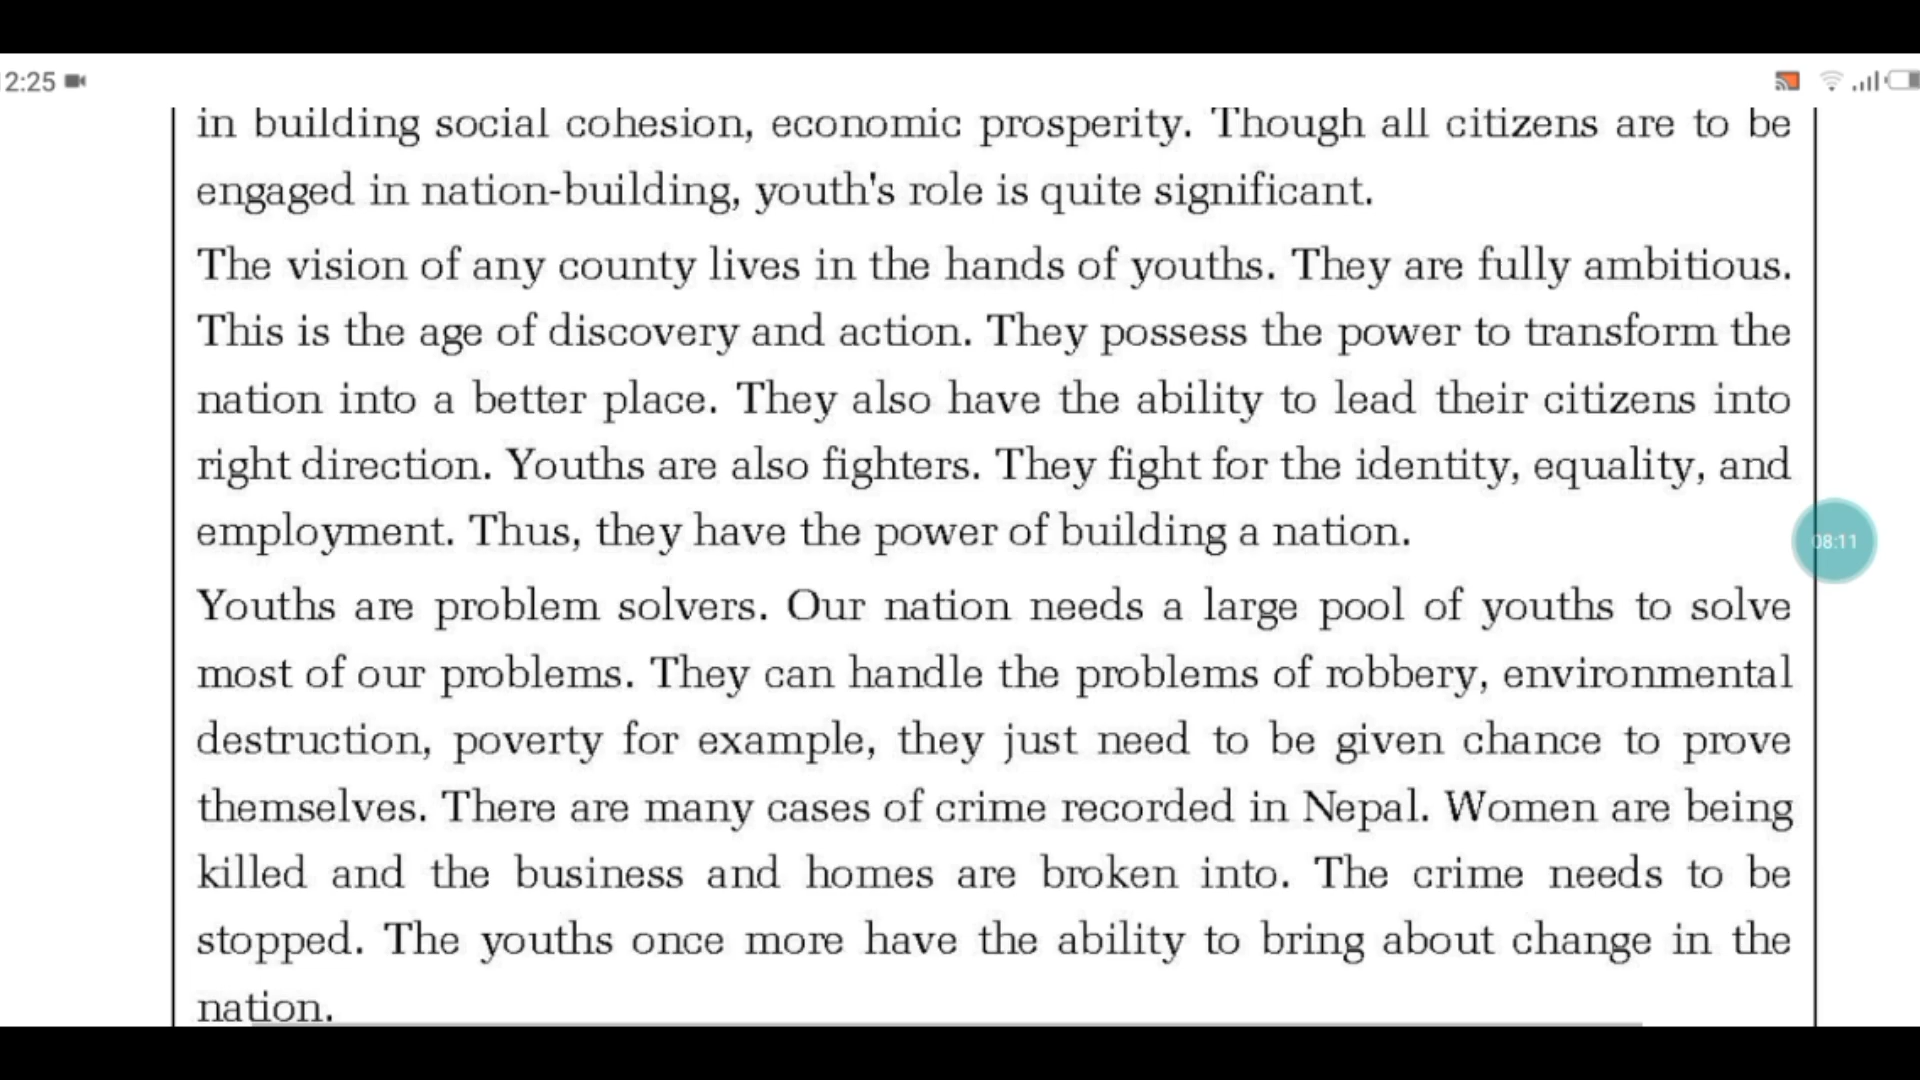 2:25
in building social cohesion, economic prosperity. Though all citizens are to be
engaged in nation-building, youth's role is quite significant.
The vision of any county lives in the hands of youths. They are fully ambitious.
This is the age of discovery and action. They possess the power to transform the
nation into a better place. They also have the ability to lead their citizens into
right direction. Youths are also fighters. They fight for the identity, equality, and
employment. Thus, they have the power of building a nation.
08:11
Youths are problem solvers. Our nation needs a large pool of youths to solve
most of our problems. They can handle the problems of robbery, environmental
destruction, poverty for example, they just need to be given chance to prove
themselves. There are many cases of crime recorded in Nepal. Women are being
killed and the business and homes are broken into. The crime needs to be
stopped. The youths once more have the ability to bring about change in the
nation.